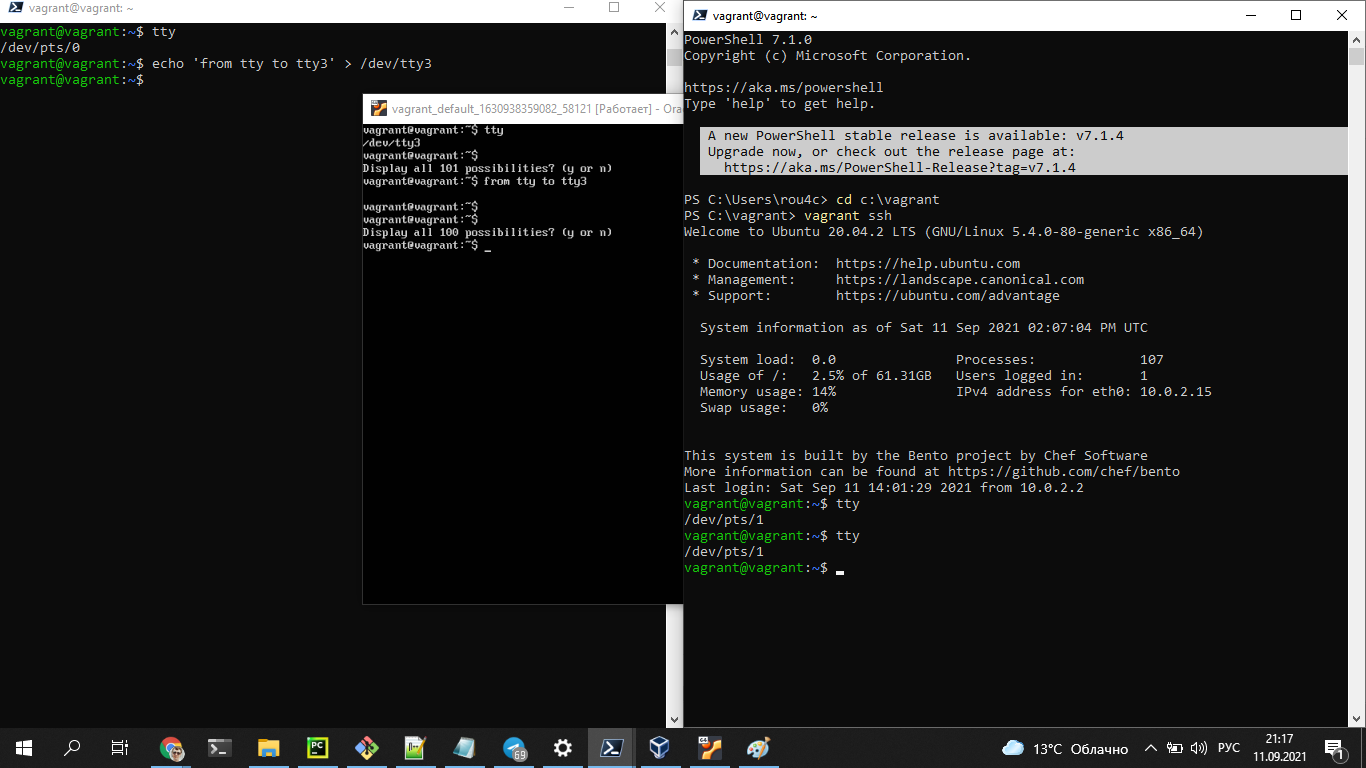 vagrant@vagrant: ~
vagrant@vagrant:~$ tty
/dev/pts/0
vagrant@vagrant:~$ echo 'from tty to tty3' > /dev/tty3
vagrant@vagrant:~$
vagrant_default_1630938359082_58121 [Работает] - Orac
vagrant@vagrant:~$ tty
/dev/tty3
vagrant@vagrant:~$
Display all 101 possibilities? (y or n)
vagrant@vagrant:~$ from tty to tty3
vagrant@vagrant:~$
vagrant@vagrant:~$
Display all 100 possibilities? (y or n)
vagrant@vagrant:~$ _
vagrant@vagrant: ~
PowerShell 7.1.0
Copyright (c) Microsoft Corporation.
https://aka.ms/powershell
Type 'help' to get help.
A new PowerShell stable release is available: v7.1.4
Upgrade now, or check out the release page at:
https://aka.ms/PowerShell-Release?tag=v7.1.4
PS C:\Users\rou4c> cd c:\vagrant
PS C:\vagrant> vagrant ssh
Welcome to Ubuntu 20.04.2 LTS (GNU/Linux 5.4.0-80-generic x86_64)
* Documentation:  https://help.ubuntu.com
* Management:     https://landscape.canonical.com
* Support:        https://ubuntu.com/advantage
System information as of Sat 11 Sep 2021 02:07:04 PM UTC
System load:  0.0               Processes:             107
Usage of /:   2.5% of 61.31GB   Users logged in:       1
Memory usage: 14%               IPv4 address for eth0: 10.0.2.15
Swap usage:   0%
This system is built by the Bento project by Chef Software
More information can be found at https://github.com/chef/bento
Last login: Sat Sep 11 14:01:29 2021 from 10.0.2.2
vagrant@vagrant:~$ tty
/dev/pts/1
vagrant@vagrant:~$ tty
/dev/pts/1
vagrant@vagrant:~$
PC
69
64
13°C Облачно
РУС
21:17
11.09.2021
1